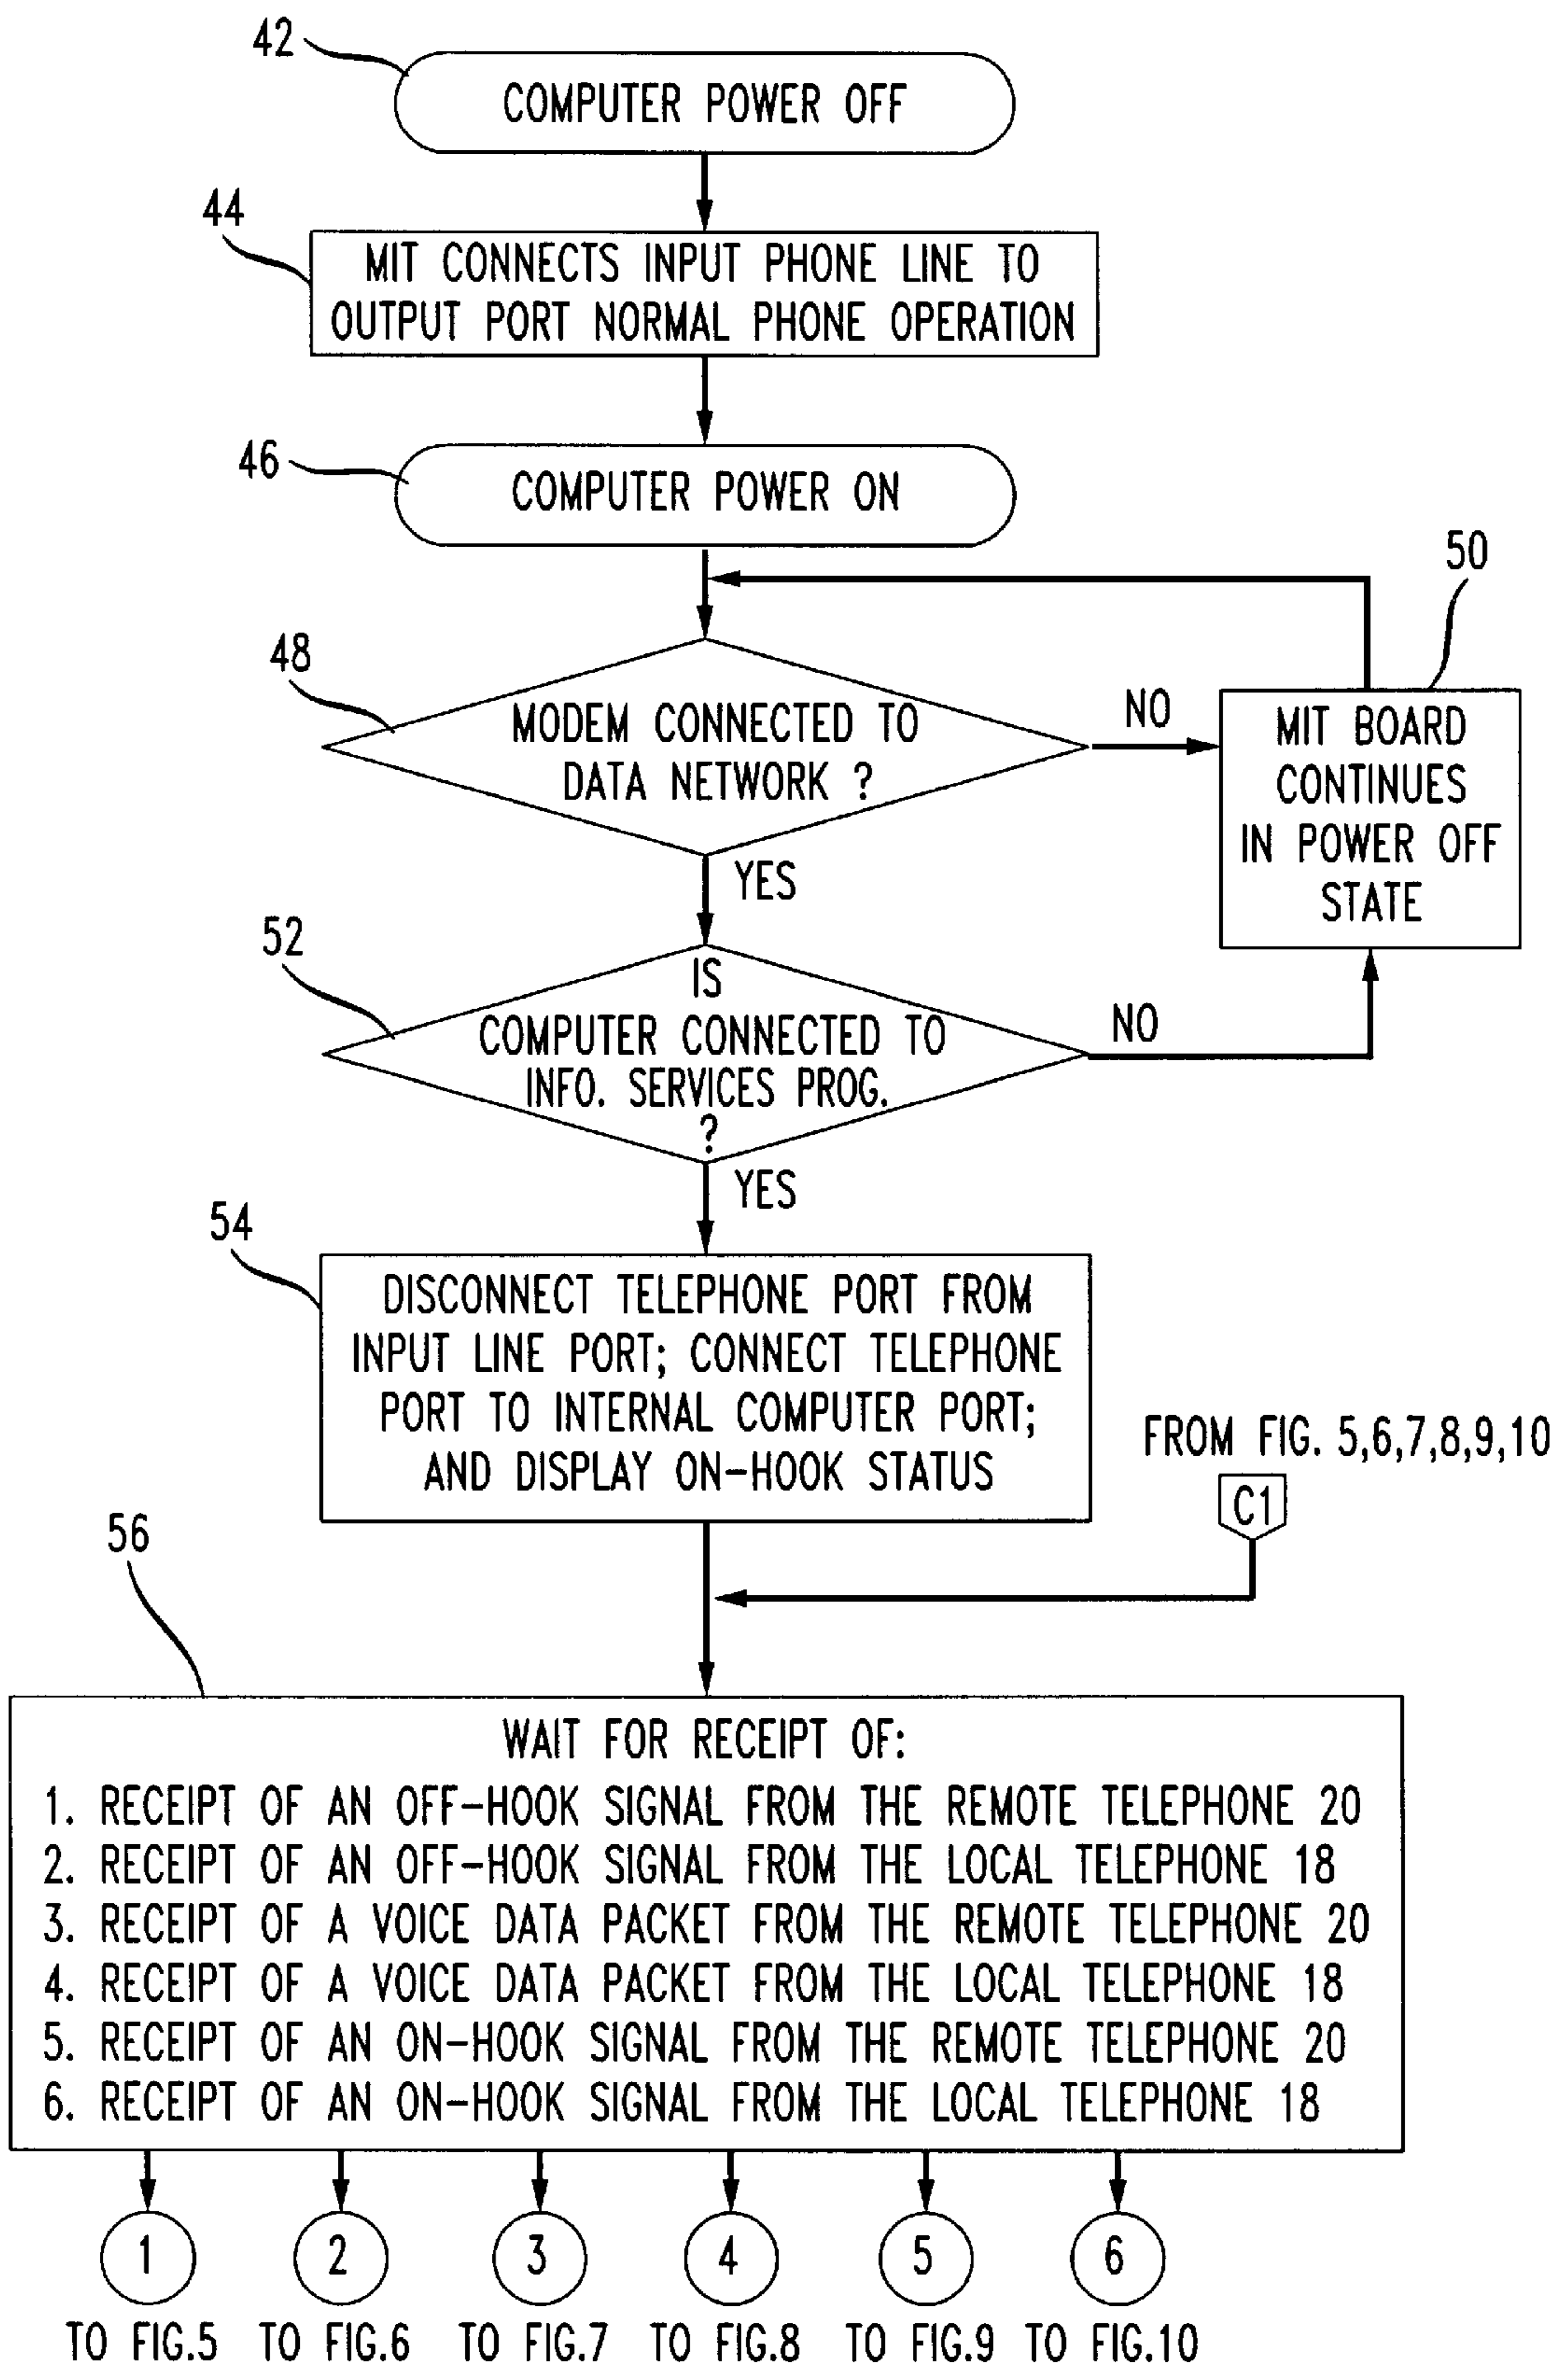 42
COMPUTER POWER OFF
44
MIT CONNECTS INPUT PHONE LINE TO
OUTPUT PORT NORMAL PHONE OPERATION
46
COMPUTER POWER ON
50
48
MODEM CONNECTED TO
DATA NETWORK ?
NO
MIT BOARD
CONTINUES
IN POWER OFF
STATE
YES
52
IS
COMPUTER CONNECTED TO
INFO. SERVICES PROG.
?
NO
YES
54
DISCONNECT TELEPHONE PORT FROM
INPUT LINE PORT; CONNECT TELEPHONE
PORT TO INTERNAL COMPUTER PORT;
AND DISPLAY ON-HOOK STATUS
FROM FIG. 5,6,7,8,9,10
C1
56
WAIT FOR RECEIPT OF:
1. RECEIPT OF AN OFF-HOOK SIGNAL FROM THE REMOTE TELEPHONE 20
2. RECEIPT OF AN OFF-HOOK SIGNAL FROM THE LOCAL TELEPHONE 18
3. RECEIPT OF A VOICE DATA PACKET FROM THE REMOTE TELEPHONE 20
4. RECEIPT OF A VOICE DATA PACKET FROM THE LOCAL TELEPHONE 18
5. RECEIPT OF AN ON-HOOK SIGNAL FROM THE REMOTE TELEPHONE 20
6. RECEIPT OF AN ON-HOOK SIGNAL FROM THE LOCAL TELEPHONE 18
1 2 3 4 5 6
TO FIG.5 TO FIG.6 TO FIG.7 TO FIG.8 TO FIG.9 TO FIG.10